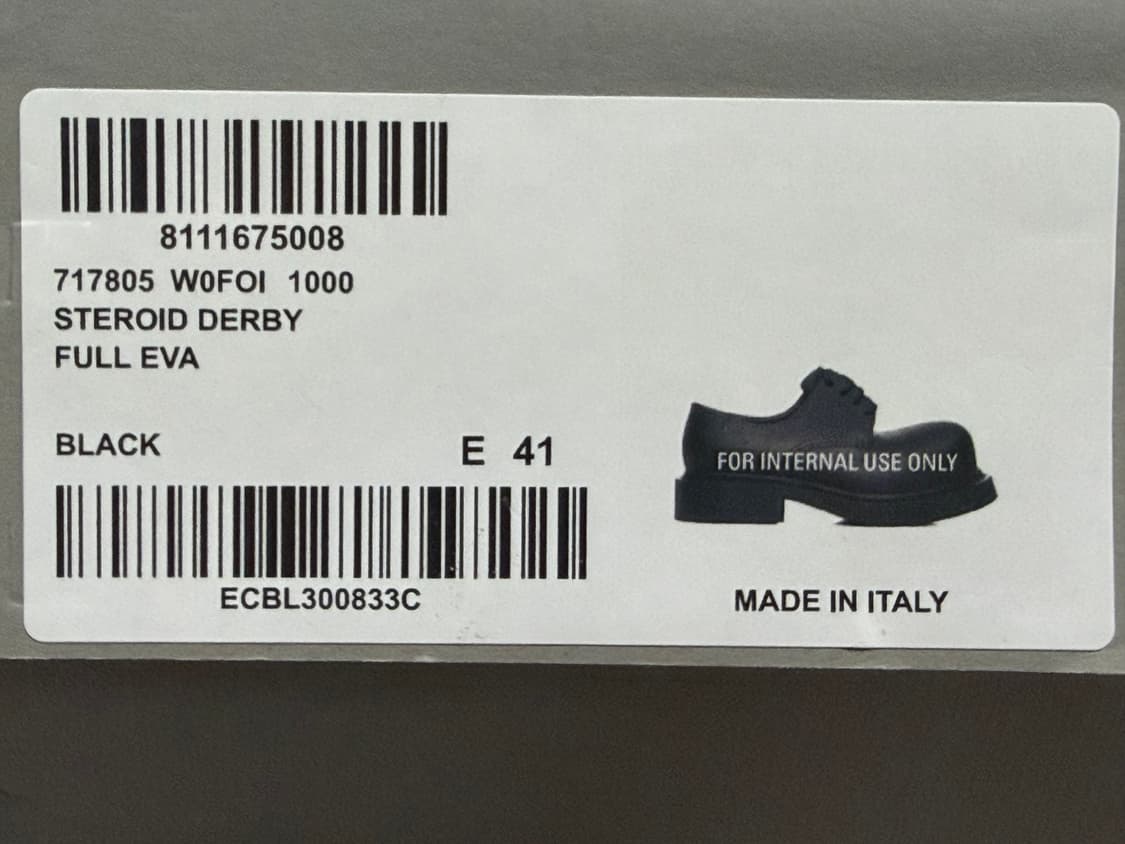 8111675008
717805 W0FOI 1000
STEROID DERBY
FULL EVA
BLACK
E 41
FOR INTERNAL USE ONLY
ECBL300833C
MADE IN ITALY